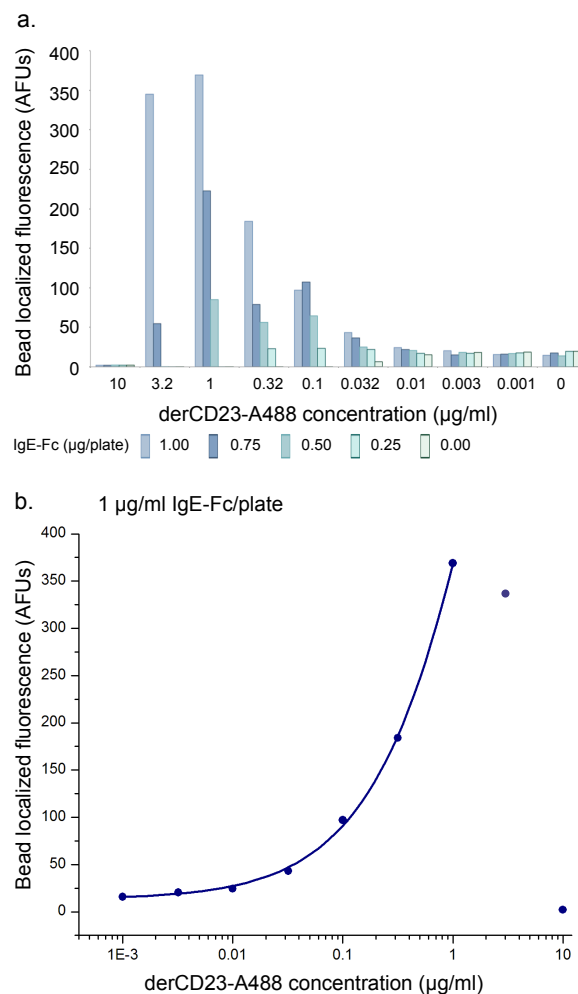 a.
Bead localized fluorescence (AFUs)
400
350
300
250
200
150
100
50
0
10 3.2 1 0.32 0.1 0.032 0.01 0.003 0.001 0
derCD23-A488 concentration (µg/ml)
IgE-Fc (µg/plate) 1.00 0.75 0.50 0.25 0.00
b. 1 µg/ml IgE-Fc/plate
Bead localized fluorescence (AFUs)
400
350
300
250
200
150
100
50
0
1E-3 0.01 0.1 1 10
derCD23-A488 concentration (µg/ml)